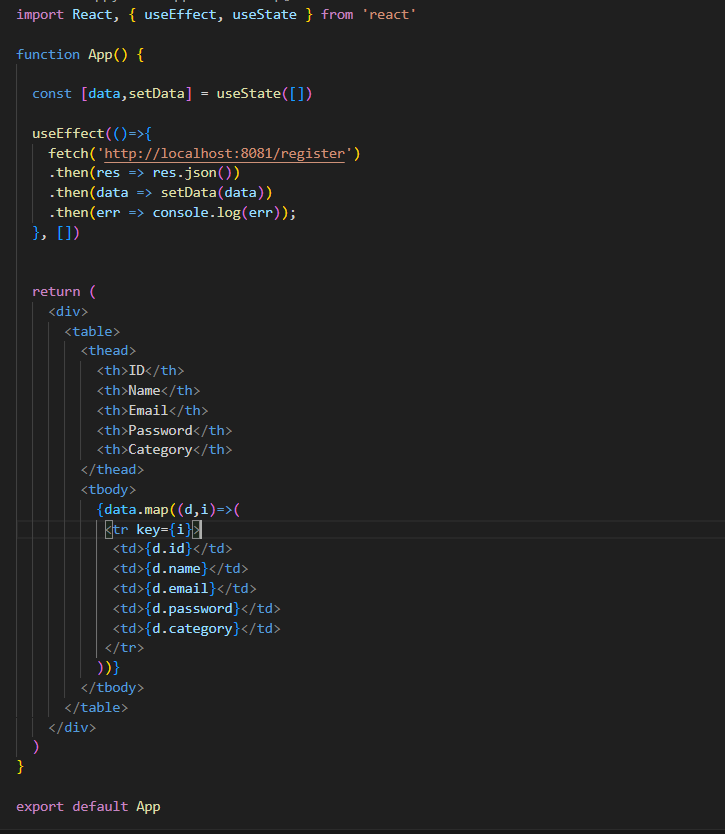 import React, { useEffect, useState } from 'react'
function App() {
const [data,setData] = useState([])
useEffect(()=>{
fetch('http://localhost:8081/register')
.then(res => res.json())
.then(data => setData(data))
.then(err => console.log(err));
}, [])
return (
<div>
<table>
<thead>
<th>ID</th>
<th>Name</th>
<th>Email</th>
<th>Password</th>
<th>Category</th>
</thead>
<tbody>
{data.map((d,i)=>(
<tr key={i}>
<td>{d.id}</td>
<td>{d.name}</td>
<td>{d.email}</td>
<td>{d.password}</td>
<td>{d.category}</td>
</tr>
))}
</tbody>
</table>
</div>
)
}
export default App